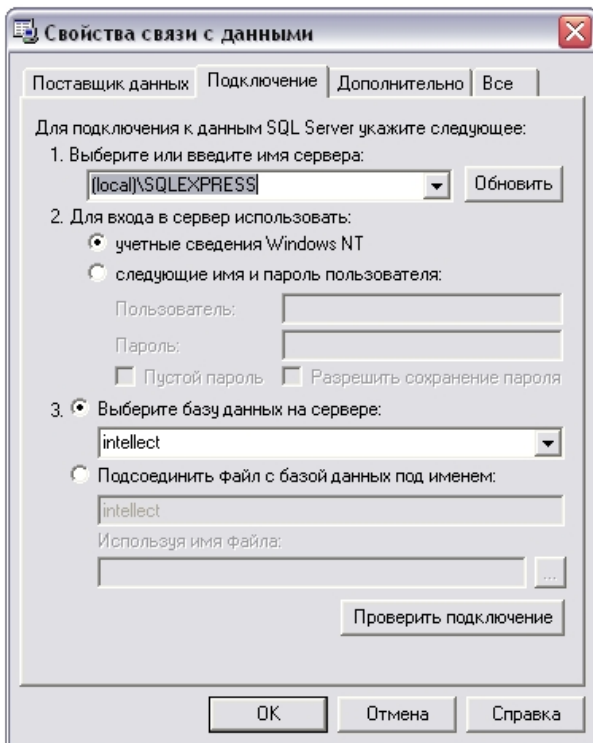 Свойства связи с данными
Поставщик данных Подключение Дополнительно Все
Для подключения к данным SQL Server укажите следующее:
1. Выберите или введите имя сервера:
(local)\SQLEXPRESS Обновить
2. Для входа в сервер использовать:
учетные сведения Windows NT
следующие имя и пароль пользователя:
Пользователь:
Пароль:
Пустой пароль Разрешить сохранение пароля
3. Выберите базу данных на сервере:
intellect
Подсоединить файл с базой данных под именем:
intellect
Используя имя файла:
...
Проверить подключение
OK Отмена Справка